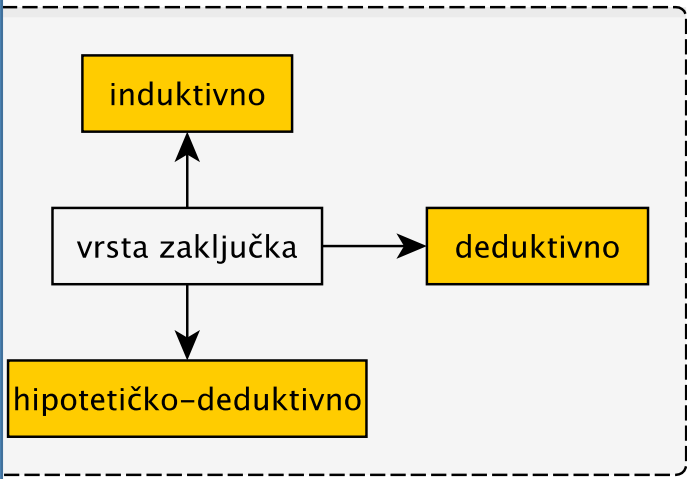 induktivno
vrsta zaključka
deduktivno
hipotetičko-deduktivno